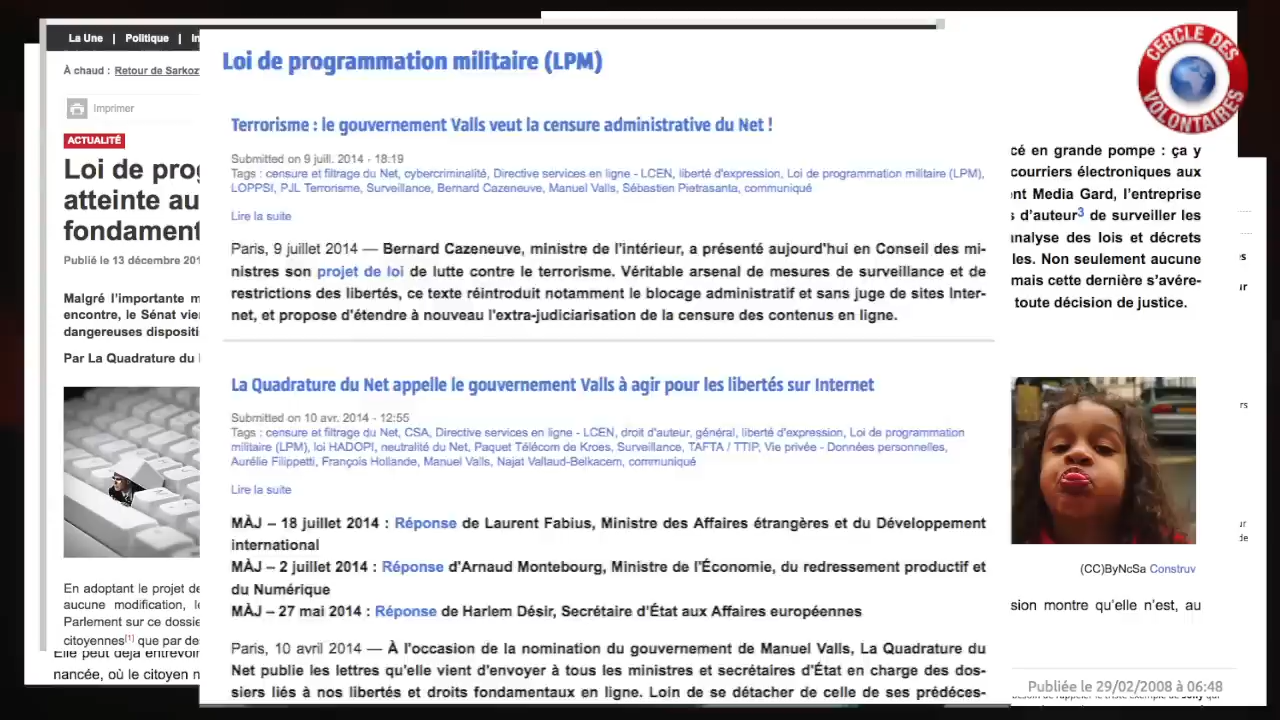 La Une | Politique |
À chaud : Retour de Sarkoz
Imprimer
ACTUALITÉ
Loi de prog
atteinte au
fondament
Publié le 13 décembre 201
Malgré l'importante m
encontre, le Sénat vien
dangereuses dispositi
Par La Quadrature du
En adoptant le projet de
aucune modification, l
Parlement sur ce dossie
citoyennes[1] que par de
Elle peut déjà entrevoir
nancée, où le citoyen n
Loi de programmation militaire (LPM)
Terrorisme : le gouvernement Valls veut la censure administrative du Net !
Submitted on 9 juill. 2014 - 18:19
Tags : censure et filtrage du Net, cybercriminalité, Directive services en ligne - LCEN, liberté d'expression, Loi de programmation militaire (LPM),
LOPPSI, PJL Terrorisme, Surveillance, Bernard Cazeneuve, Manuel Valls, Sébastien Pietrasanta, communiqué
Lire la suite
Paris, 9 juillet 2014 — Bernard Cazeneuve, ministre de l'intérieur, a présenté aujourd'hui en Conseil des mi-
nistres son projet de loi de lutte contre le terrorisme. Véritable arsenal de mesures de surveillance et de
restrictions des libertés, ce texte réintroduit notamment le blocage administratif et sans juge de sites Inter-
net, et propose d'étendre à nouveau l'extra-judiciarisation de la censure des contenus en ligne.
La Quadrature du Net appelle le gouvernement Valls à agir pour les libertés sur Internet
Submitted on 10 avr. 2014 - 12:55
Tags : censure et filtrage du Net, CSA, Directive services en ligne - LCEN, droit d'auteur, général, liberté d'expression, Loi de programmation
militaire (LPM), loi HADOPI, neutralité du Net, Paquet Télécom de Kroes, Surveillance, TAFTA / TTIP, Vie privée - Données personnelles,
Aurélie Filippetti, François Hollande, Manuel Valls, Najat Vallaud-Belkacem, communiqué
Lire la suite
MÀJ – 18 juillet 2014 : Réponse de Laurent Fabius, Ministre des Affaires étrangères et du Développement
international
MÀJ – 2 juillet 2014 : Réponse d'Arnaud Montebourg, Ministre de l'Économie, du redressement productif et
du Numérique
MÀJ – 27 mai 2014 : Réponse de Harlem Désir, Secrétaire d'État aux Affaires européennes
Paris, 10 avril 2014 — À l'occasion de la nomination du gouvernement de Manuel Valls, La Quadrature du
Net publie les lettres qu'elle vient d'envoyer à tous les ministres et secrétaires d'État en charge des dos-
siers liés à nos libertés et droits fondamentaux en ligne. Loin de se détacher de celle de ses prédéces-
CERCLE DES
VOLONTAIRES
cé en grande pompe : ça y
courriers électroniques aux
nt Media Gard, l'entreprise
s d'auteur3 de surveiller les
nalyse des lois et décrets
les. Non seulement aucune
mais cette dernière s'avére-
toute décision de justice.
(CC)ByNcSa Construv
sion montre qu'elle n'est, au
Publiée le 29/02/2008 à 06:48